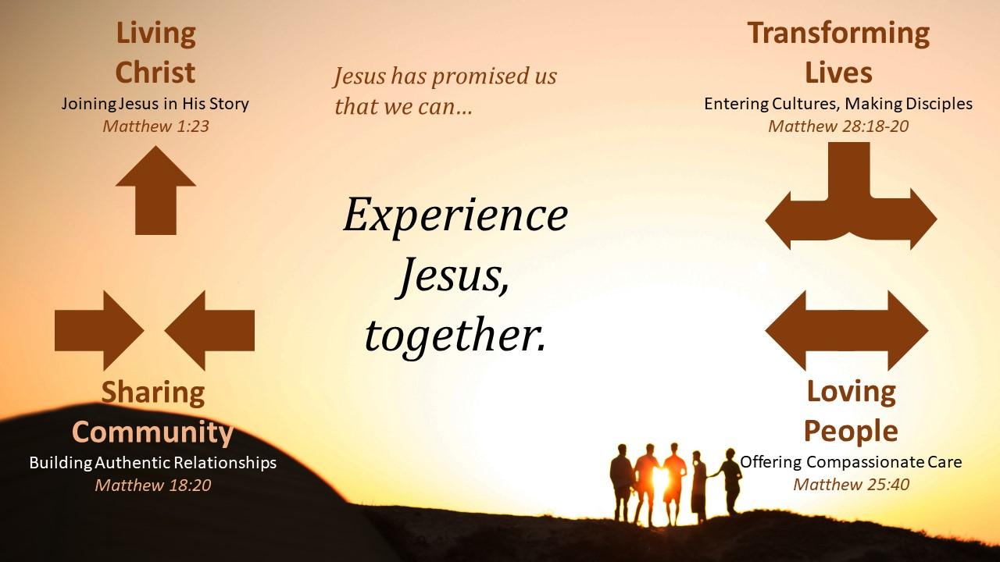 Living
Christ
Joining Jesus in His Story
Matthew 1:23
Jesus has promised us
that we can...
Transforming
Lives
Entering Cultures, Making Disciples
Matthew 28:18-20
Experience
Jesus,
together.
Sharing
Community
Building Authentic Relationships
Matthew 18:20
Loving
People
Offering Compassionate Care
Matthew 25:40